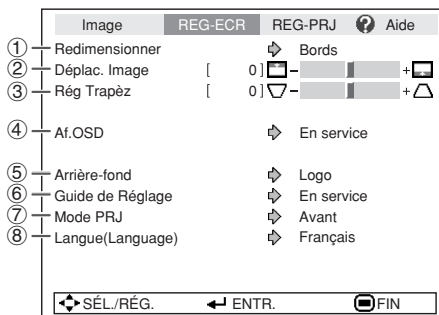 Image REG-ECR REG-PRJ ? Aide
① Redimensionner Bords
② Déplac. Image [ 0] - +
③ Rég Trapèz [ 0] - +
④ Af.OSD En service
⑤ Arrière-fond Logo
⑥ Guide de Réglage En service
⑦ Mode PRJ Avant
⑧ Langue(Language) Français
SÉL./RÉG. ENTR. FIN